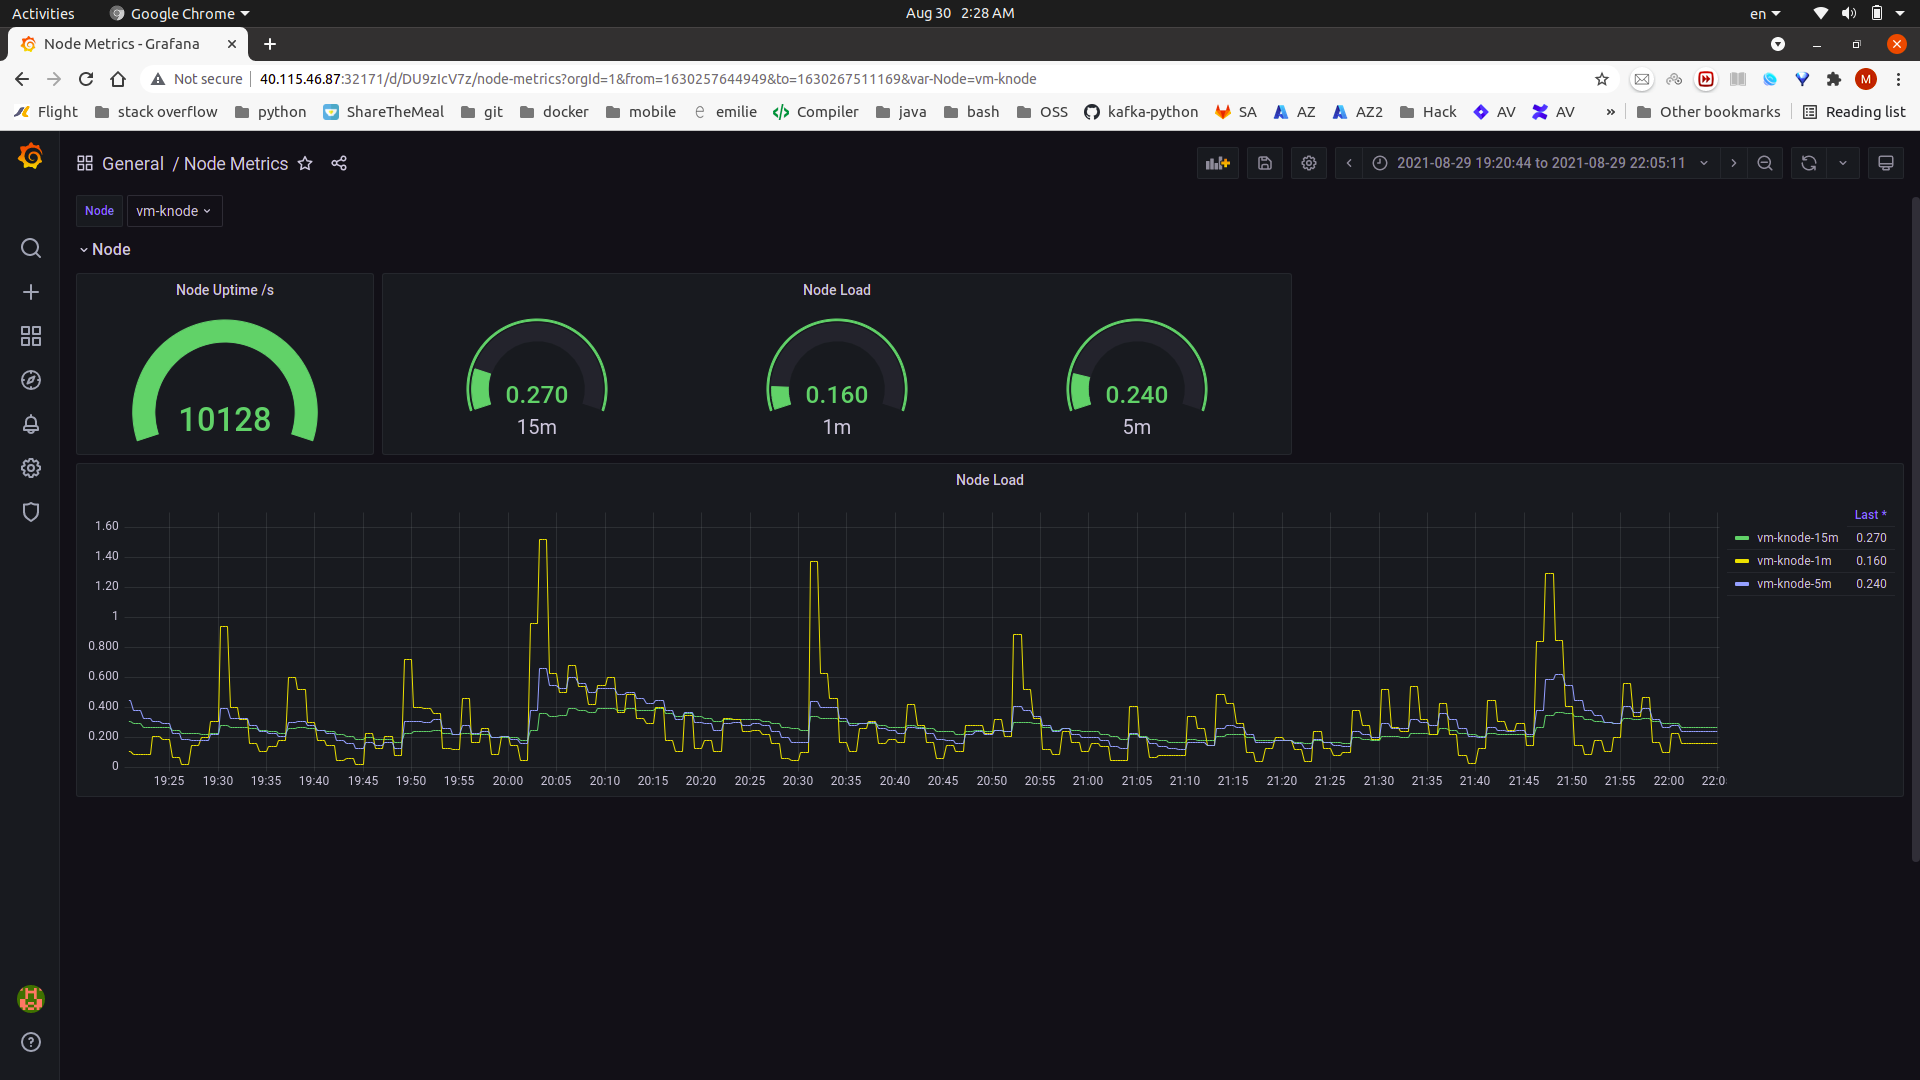 Activities Google Chrome Aug 30 2:28 AM en
Node Metrics - Grafana
Not secure 40.115.46.87:32171/d/DU9zIcV7z/node-metrics?orgId=1&from=1630257644949&to=1630267511169&var-Node=vm-knode M
Flight stack overflow python ShareTheMeal git docker mobile emilie Compiler java bash OSS kafka-python SA AZ AZ2 Hack AV AV » Other bookmarks Reading list
General / Node Metrics 2021-08-29 19:20:44 to 2021-08-29 22:05:11
Node vm-knode
Node
Node Uptime /s
10128
Node Load
0.270 0.160 0.240
15m 1m 5m
Node Load
Last *
vm-knode-15m 0.270
vm-knode-1m 0.160
vm-knode-5m 0.240
1.60
1.40
1.20
1
0.800
0.600
0.400
0.200
0
19:25 19:30 19:35 19:40 19:45 19:50 19:55 20:00 20:05 20:10 20:15 20:20 20:25 20:30 20:35 20:40 20:45 20:50 20:55 21:00 21:05 21:10 21:15 21:20 21:25 21:30 21:35 21:40 21:45 21:50 21:55 22:00